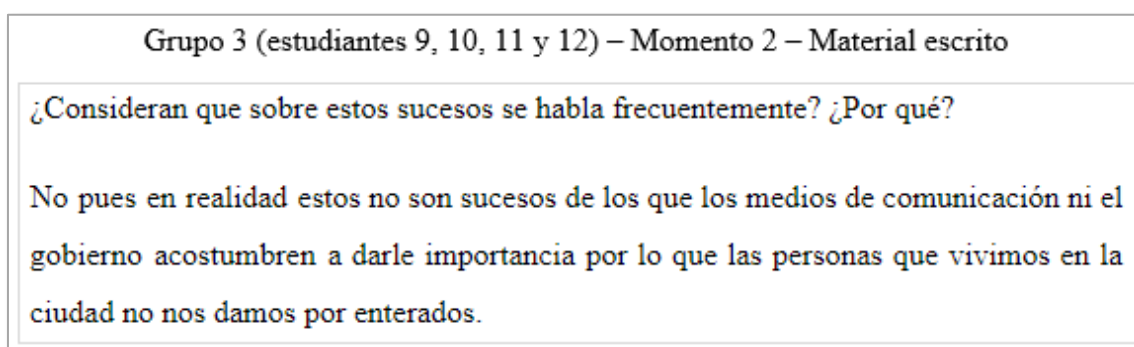 Grupo 3 (estudiantes 9, 10, 11 y 12) – Momento 2 – Material escrito
¿Consideran que sobre estos sucesos se habla frecuentemente? ¿Por qué?
No pues en realidad estos no son sucesos de los que los medios de comunicación ni el
gobierno acostumbren a darle importancia por lo que las personas que vivimos en la
ciudad no nos damos por enterados.